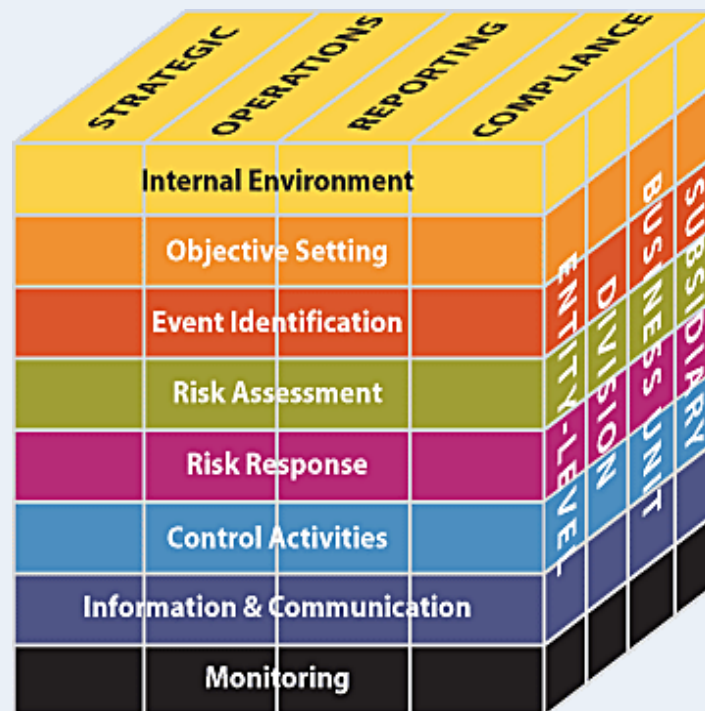 STRATEGIC
OPERATIONS
REPORTING
COMPLIANCE
Internal Environment
Objective Setting
Event Identification
Risk Assessment
Risk Response
Control Activities
Information & Communication
Monitoring
ENTITY-LEVEL
DIVISION
BUSINESS UNIT
SUBSIDIARY